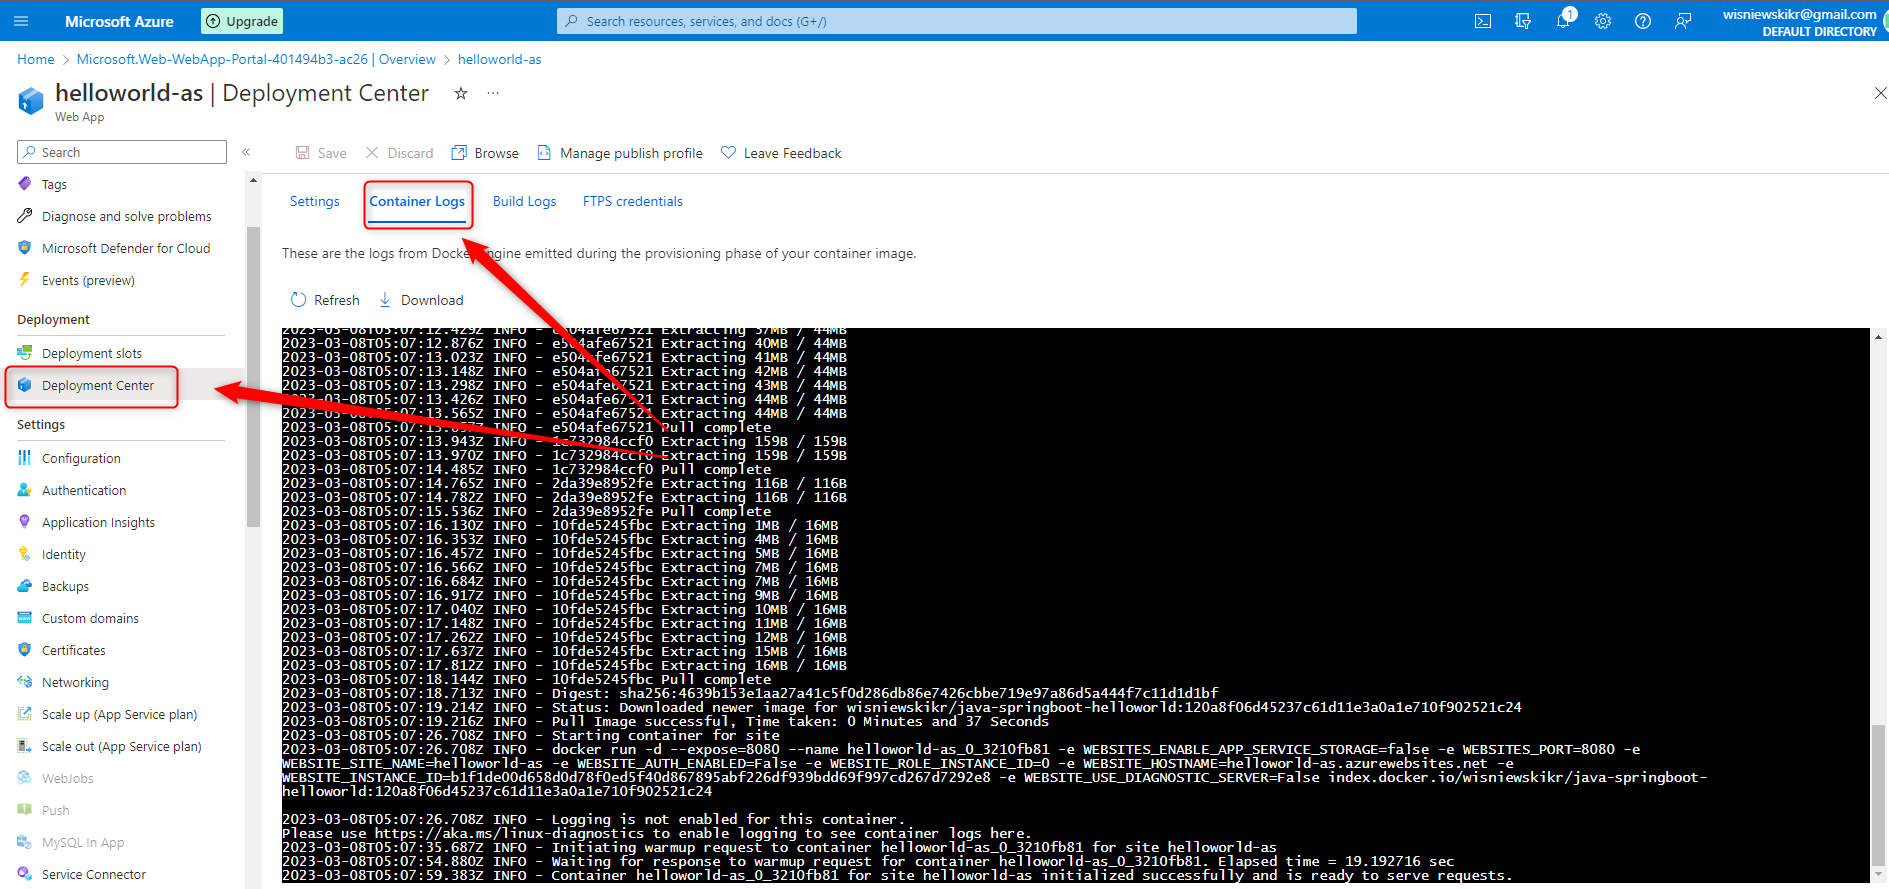 Microsoft Azure
Upgrade
Search resources, services, and docs (G+/)
1
wisniewskikr@gmail.com
DEFAULT DIRECTORY
Home > Microsoft.Web-WebApp-Portal-401494b3-ac26 | Overview > helloworld-as
helloworld-as | Deployment Center
Web App
Search
Save
Discard
Browse
Manage publish profile
Leave Feedback
Tags
Diagnose and solve problems
Microsoft Defender for Cloud
Events (preview)
Deployment
Deployment slots
Deployment Center
Settings
Configuration
Authentication
Application Insights
Identity
Backups
Custom domains
Certificates
Networking
Scale up (App Service plan)
Scale out (App Service plan)
WebJobs
Push
MySQL In App
Service Connector
Settings
Container Logs
Build Logs
FTPS credentials
These are the logs from Docker Engine emitted during the provisioning phase of your container image.
Refresh
Download
2023-03-08T05:07:12.429Z INFO - e504afe67521 Extracting 37MB / 44MB
2023-03-08T05:07:12.876Z INFO - e504afe67521 Extracting 40MB / 44MB
2023-03-08T05:07:13.023Z INFO - e504afe67521 Extracting 41MB / 44MB
2023-03-08T05:07:13.148Z INFO - e504afe67521 Extracting 42MB / 44MB
2023-03-08T05:07:13.298Z INFO - e504afe67521 Extracting 43MB / 44MB
2023-03-08T05:07:13.426Z INFO - e504afe67521 Extracting 44MB / 44MB
2023-03-08T05:07:13.565Z INFO - e504afe67521 Extracting 44MB / 44MB
INFO - e504afe67521 Pull complete
2023-03-08T05:07:13.943Z INFO - 1c732984ccf0 Extracting 159B / 159B
2023-03-08T05:07:13.970Z INFO - 1c732984ccf0 Extracting 159B / 159B
2023-03-08T05:07:14.485Z INFO - 1c732984ccf0 Pull complete
2023-03-08T05:07:14.765Z INFO - 2da39e8952fe Extracting 116B / 116B
2023-03-08T05:07:14.782Z INFO - 2da39e8952fe Extracting 116B / 116B
2023-03-08T05:07:15.536Z INFO - 2da39e8952fe Pull complete
2023-03-08T05:07:16.130Z INFO - 10fde5245fbc Extracting 1MB / 16MB
2023-03-08T05:07:16.353Z INFO - 10fde5245fbc Extracting 4MB / 16MB
2023-03-08T05:07:16.457Z INFO - 10fde5245fbc Extracting 5MB / 16MB
2023-03-08T05:07:16.566Z INFO - 10fde5245fbc Extracting 7MB / 16MB
2023-03-08T05:07:16.684Z INFO - 10fde5245fbc Extracting 7MB / 16MB
2023-03-08T05:07:16.917Z INFO - 10fde5245fbc Extracting 9MB / 16MB
2023-03-08T05:07:17.040Z INFO - 10fde5245fbc Extracting 10MB / 16MB
2023-03-08T05:07:17.148Z INFO - 10fde5245fbc Extracting 11MB / 16MB
2023-03-08T05:07:17.262Z INFO - 10fde5245fbc Extracting 12MB / 16MB
2023-03-08T05:07:17.637Z INFO - 10fde5245fbc Extracting 15MB / 16MB
2023-03-08T05:07:17.812Z INFO - 10fde5245fbc Extracting 16MB / 16MB
2023-03-08T05:07:18.144Z INFO - 10fde5245fbc Pull complete
2023-03-08T05:07:18.713Z INFO - Digest: sha256:4639b153e1aa27a41c5f0d286db86e7426cbbe719e97a86d5a444f7c11d1d1bf
2023-03-08T05:07:19.214Z INFO - Status: Downloaded newer image for wisniewskikr/java-springboot-helloworld:120a8f06d45237c61d11e3a0a1e710f902521c24
2023-03-08T05:07:19.216Z INFO - Pull Image successful, Time taken: 0 Minutes and 37 Seconds
2023-03-08T05:07:26.708Z INFO - Starting container for site
2023-03-08T05:07:26.708Z INFO - docker run -d --expose=8080 --name helloworld-as_0_3210fb81 -e WEBSITES_ENABLE_APP_SERVICE_STORAGE=false -e WEBSITES_PORT=8080 -e
WEBSITE_SITE_NAME=helloworld-as -e WEBSITE_AUTH_ENABLED=False -e WEBSITE_ROLE_INSTANCE_ID=0 -e WEBSITE_HOSTNAME=helloworld-as.azurewebsites.net -e
WEBSITE_INSTANCE_ID=b1f1de00d658d0d78f0ed5f40d867895abf226df939bdd69f997cd267d7292e8 -e WEBSITE_USE_DIAGNOSTIC_SERVER=False index.docker.io/wisniewskikr/java-springboot-
helloworld:120a8f06d45237c61d11e3a0a1e710f902521c24
2023-03-08T05:07:26.708Z INFO - Logging is not enabled for this container.
Please use https://aka.ms/linux-diagnostics to enable logging to see container logs here.
2023-03-08T05:07:35.687Z INFO - Initiating warmup request to container helloworld-as_0_3210fb81 for site helloworld-as
2023-03-08T05:07:54.880Z INFO - Waiting for response to warmup request for container helloworld-as_0_3210fb81. Elapsed time = 19.192716 sec
2023-03-08T05:07:59.383Z INFO - Container helloworld-as_0_3210fb81 for site helloworld-as initialized successfully and is ready to serve requests.